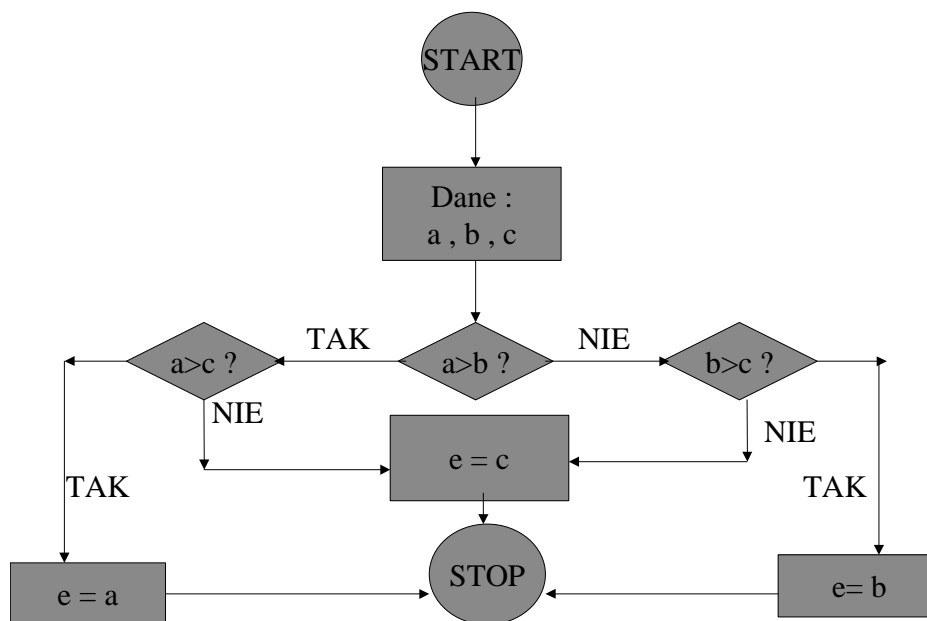 START
Dane :
a , b , c
TAK
NIE
a>c ?
a>b ?
b>c ?
NIE
NIE
e = c
TAK
TAK
e = a
STOP
e= b